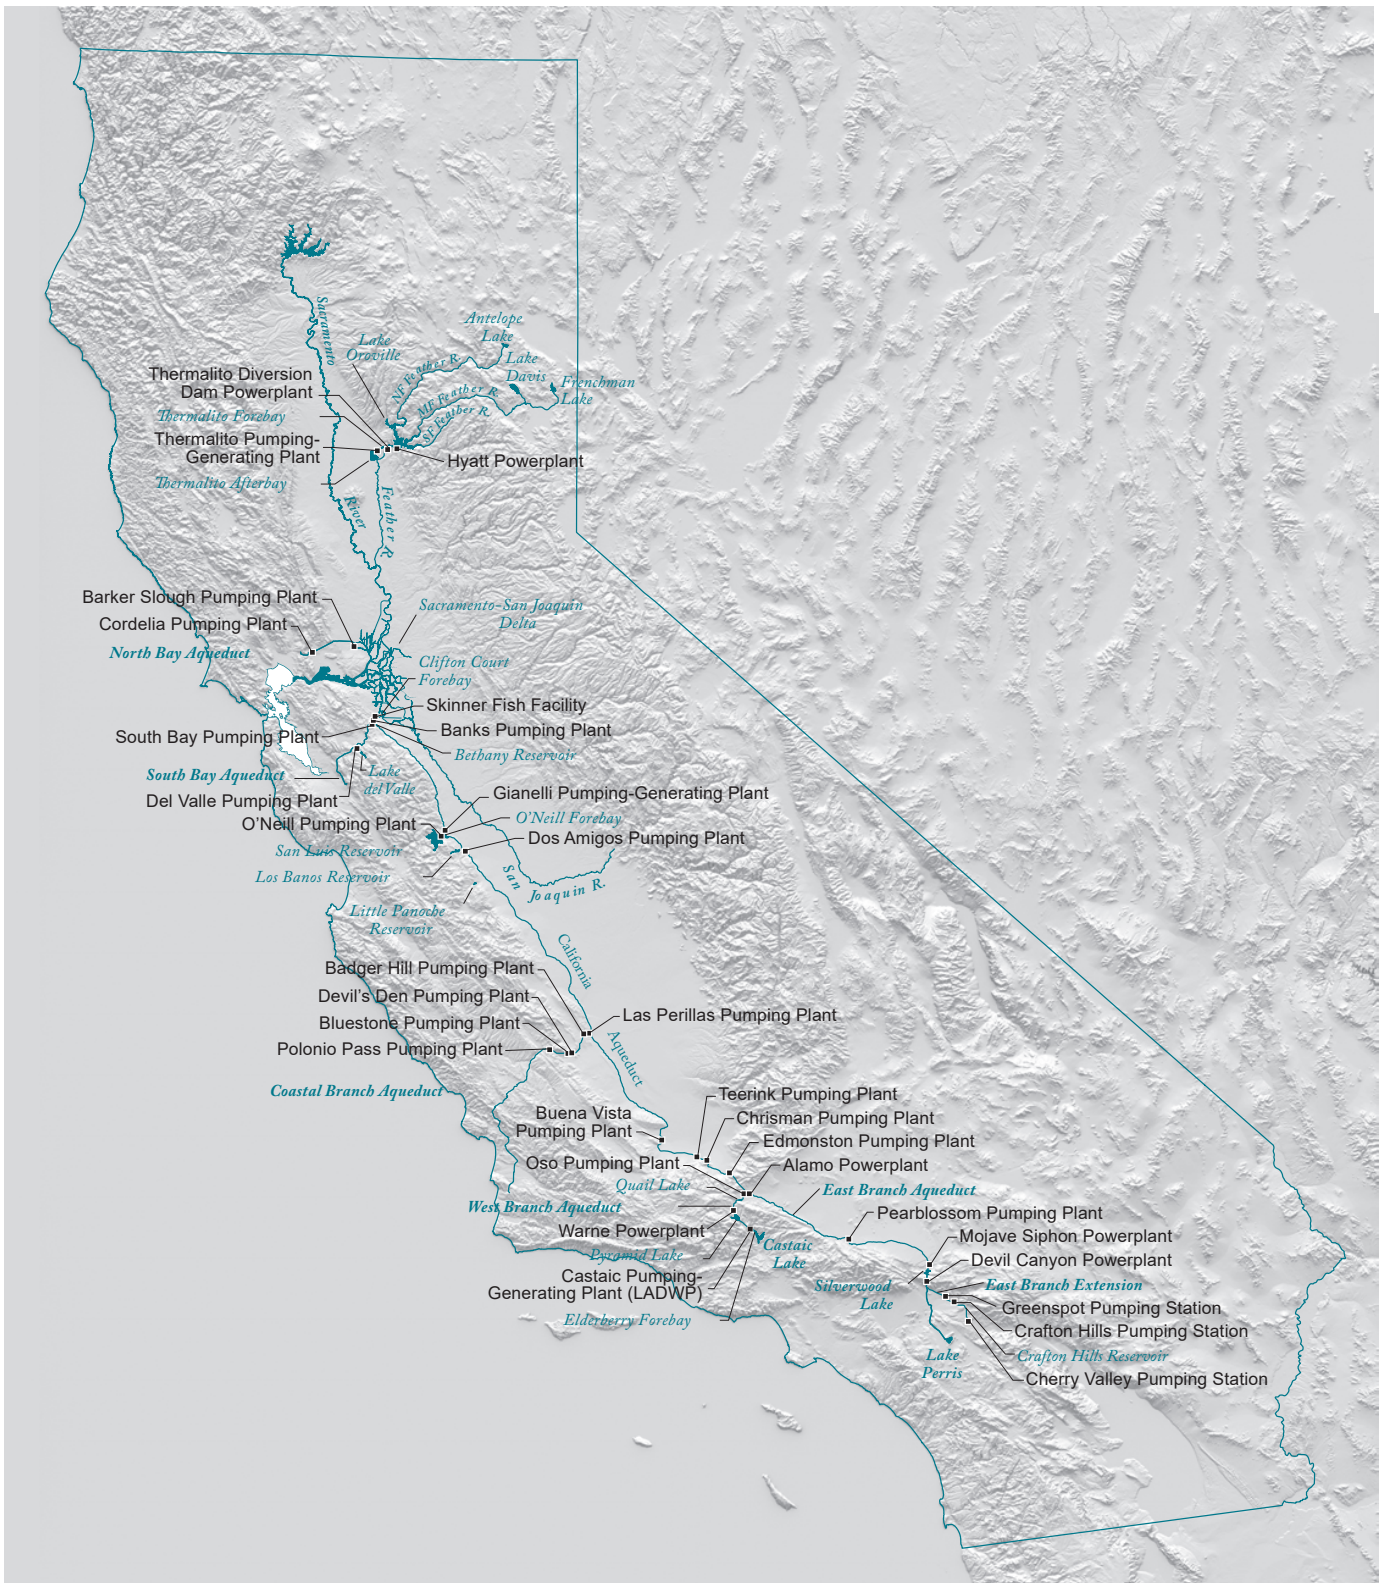 Sacramento
River
Antelope
Lake
Lake
Oroville
NF Feather R.
Lake
Davis
Frenchman
Lake
MF Feather R.
SF Feather R.
Thermalito Diversion
Dam Powerplant
Thermalito Forebay
Thermalito Pumping-
Generating Plant
Hyatt Powerplant
Thermalito Afterbay
Feather R.
Barker Slough Pumping Plant
Sacramento-San Joaquin
Delta
Cordelia Pumping Plant
North Bay Aqueduct
Clifton Court
Forebay
Skinner Fish Facility
Banks Pumping Plant
South Bay Pumping Plant
Bethany Reservoir
South Bay Aqueduct
Lake
del Valle
Del Valle Pumping Plant
Gianelli Pumping-Generating Plant
O'Neill Pumping Plant
O'Neill Forebay
Dos Amigos Pumping Plant
San Luis Reservoir
Los Banos Reservoir
San
Joaquin R.
Little Panoche
Reservoir
California
Aqueduct
Badger Hill Pumping Plant
Devil's Den Pumping Plant
Las Perillas Pumping Plant
Bluestone Pumping Plant
Polonio Pass Pumping Plant
Coastal Branch Aqueduct
Teerink Pumping Plant
Buena Vista
Pumping Plant
Chrisman Pumping Plant
Edmonston Pumping Plant
Oso Pumping Plant
Alamo Powerplant
Quail Lake
East Branch Aqueduct
West Branch Aqueduct
Pearblossom Pumping Plant
Warne Powerplant
Mojave Siphon Powerplant
Pyramid Lake
Castaic
Lake
Devil Canyon Powerplant
Castaic Pumping-
Generating Plant (LADWP)
Silverwood
Lake
East Branch Extension
Greenspot Pumping Station
Elderberry Forebay
Crafton Hills Pumping Station
Lake
Perris
Crafton Hills Reservoir
Cherry Valley Pumping Station